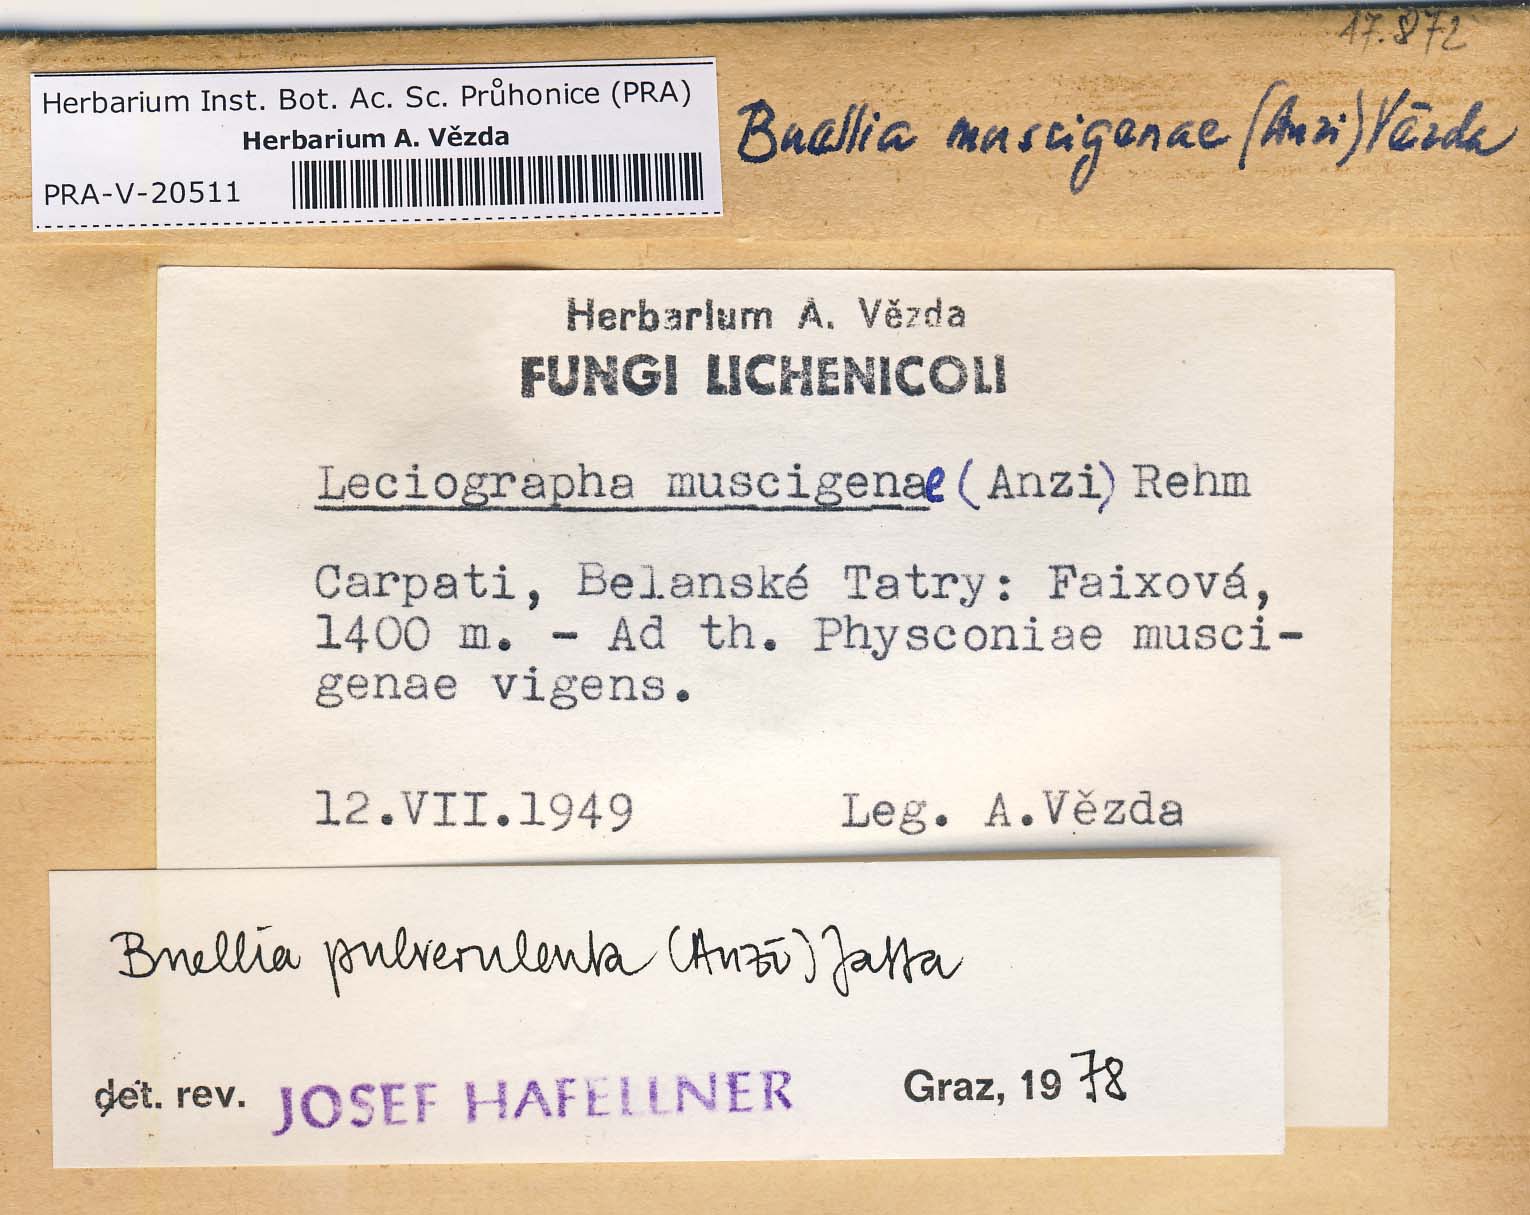 17.872
Herbarium Inst. Bot. Ac. Sc. Průhonice (PRA)
Herbarium A. Vězda
PRA-V-20511
Buellia muscigenae (Anzi) Vězda
Herbarium A. Vězda
FUNGI LICHENICOLI
Leciographa muscigenae (Anzi) Rehm
Carpati, Belanské Tatry: Faixová,
1400 m. - Ad th. Physconiae musci-
genae vigens.
12.VII.1949 Leg. A.Vězda
Buellia pulverulenta (Anzi) Jatta
det. rev. JOSEF HAFELLNER Graz, 1978